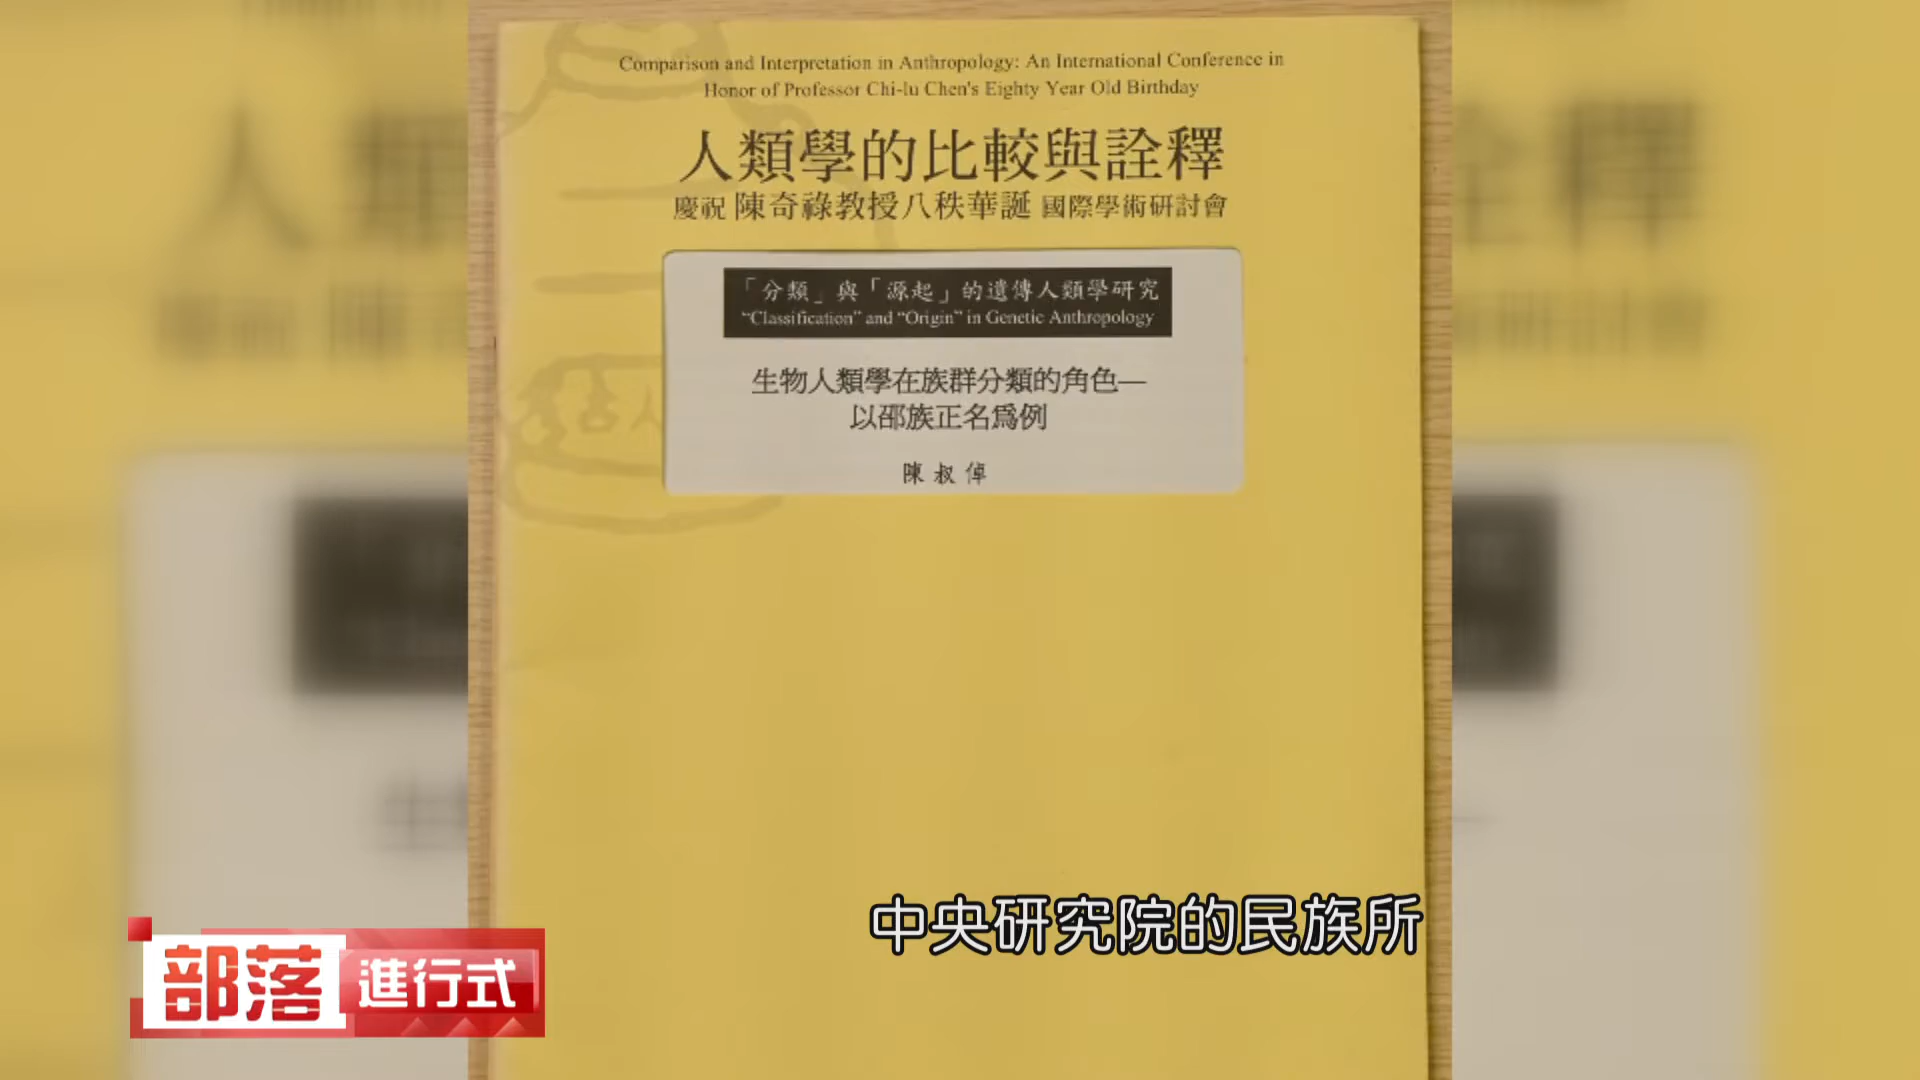 Comparison and Interpretation in Anthropology: An International Conference in
Honor of Professor Chi-lu Chen's Eighty Year Old Birthday
人類學的比較與詮釋
慶祝 陳奇祿教授八秩華誕 國際學術研討會
「分類」與「源起」的遺傳人類學研究
“Classification” and “Origin” in Genetic Anthropology
生物人類學在族群分類的角色—
以邵族正名爲例
陳叔倬
中央研究院的民族所
部落 進行式